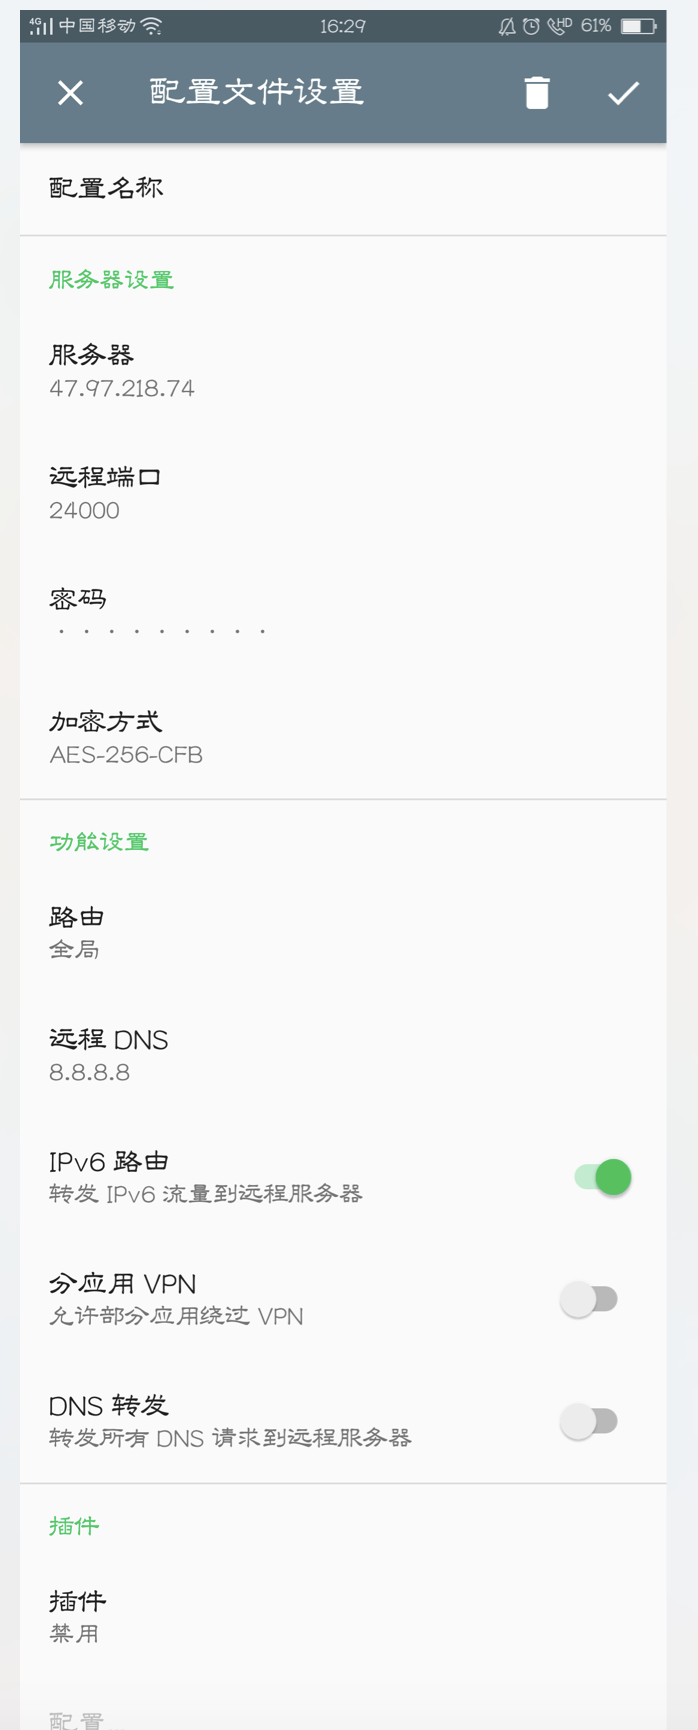 4G 中国移动 16:29 HD 61%
配置文件设置
配置名称
服务器设置
服务器
47.97.218.74
远程端口
24000
密码
· · · · · · · · ·
加密方式
AES-256-CFB
功能设置
路由
全局
远程 DNS
8.8.8.8
IPv6 路由
转发 IPv6 流量到远程服务器
分应用 VPN
允许部分应用绕过 VPN
DNS 转发
转发所有 DNS 请求到远程服务器
插件
插件
禁用
配置...